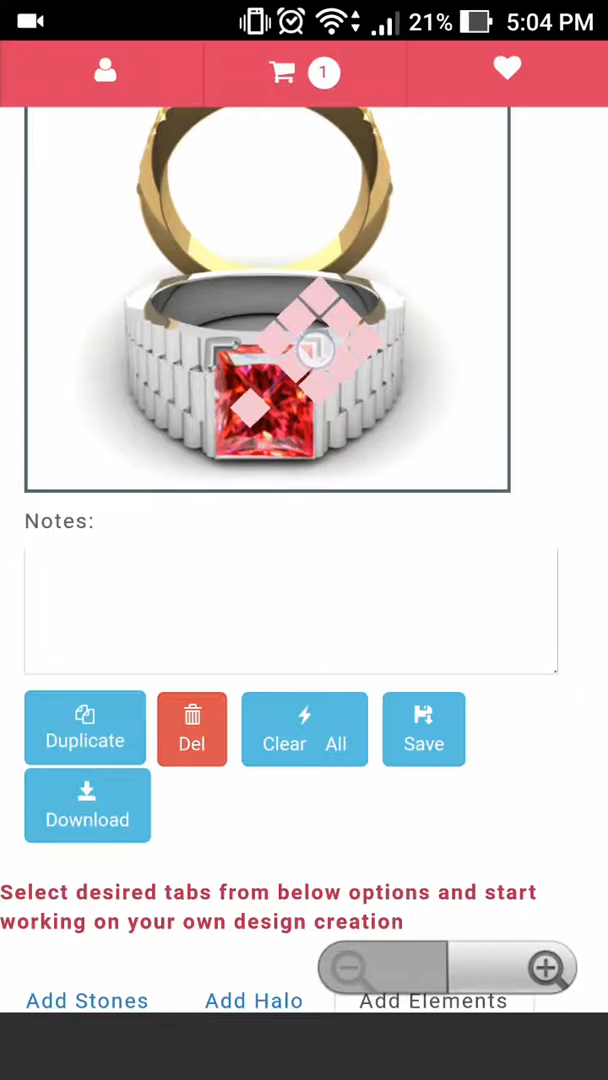 21% 5:04 PM
1
Notes:
Duplicate
Del
Clear All
Save
Download
Select desired tabs from below options and start
working on your own design creation
Add Stones Add Halo Add Elements